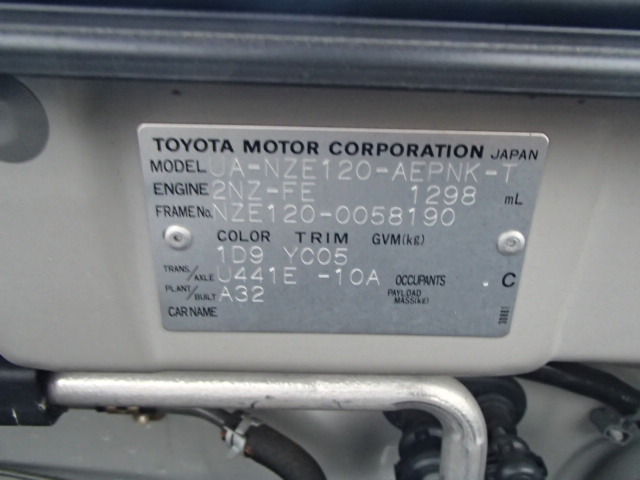 TOYOTA MOTOR CORPORATION JAPAN
MODEL UA-NZE120-AEPNK-T
ENGINE 2NZ-FE 1298 mL
FRAME No. NZE120-0058190
COLOR TRIM GVM(kg)
1D9 YC05
TRANS/AXLE U441E -10A OCCUPANTS C
PLANT/BUILT A32 PAYLOAD MASS(kg)
CAR NAME